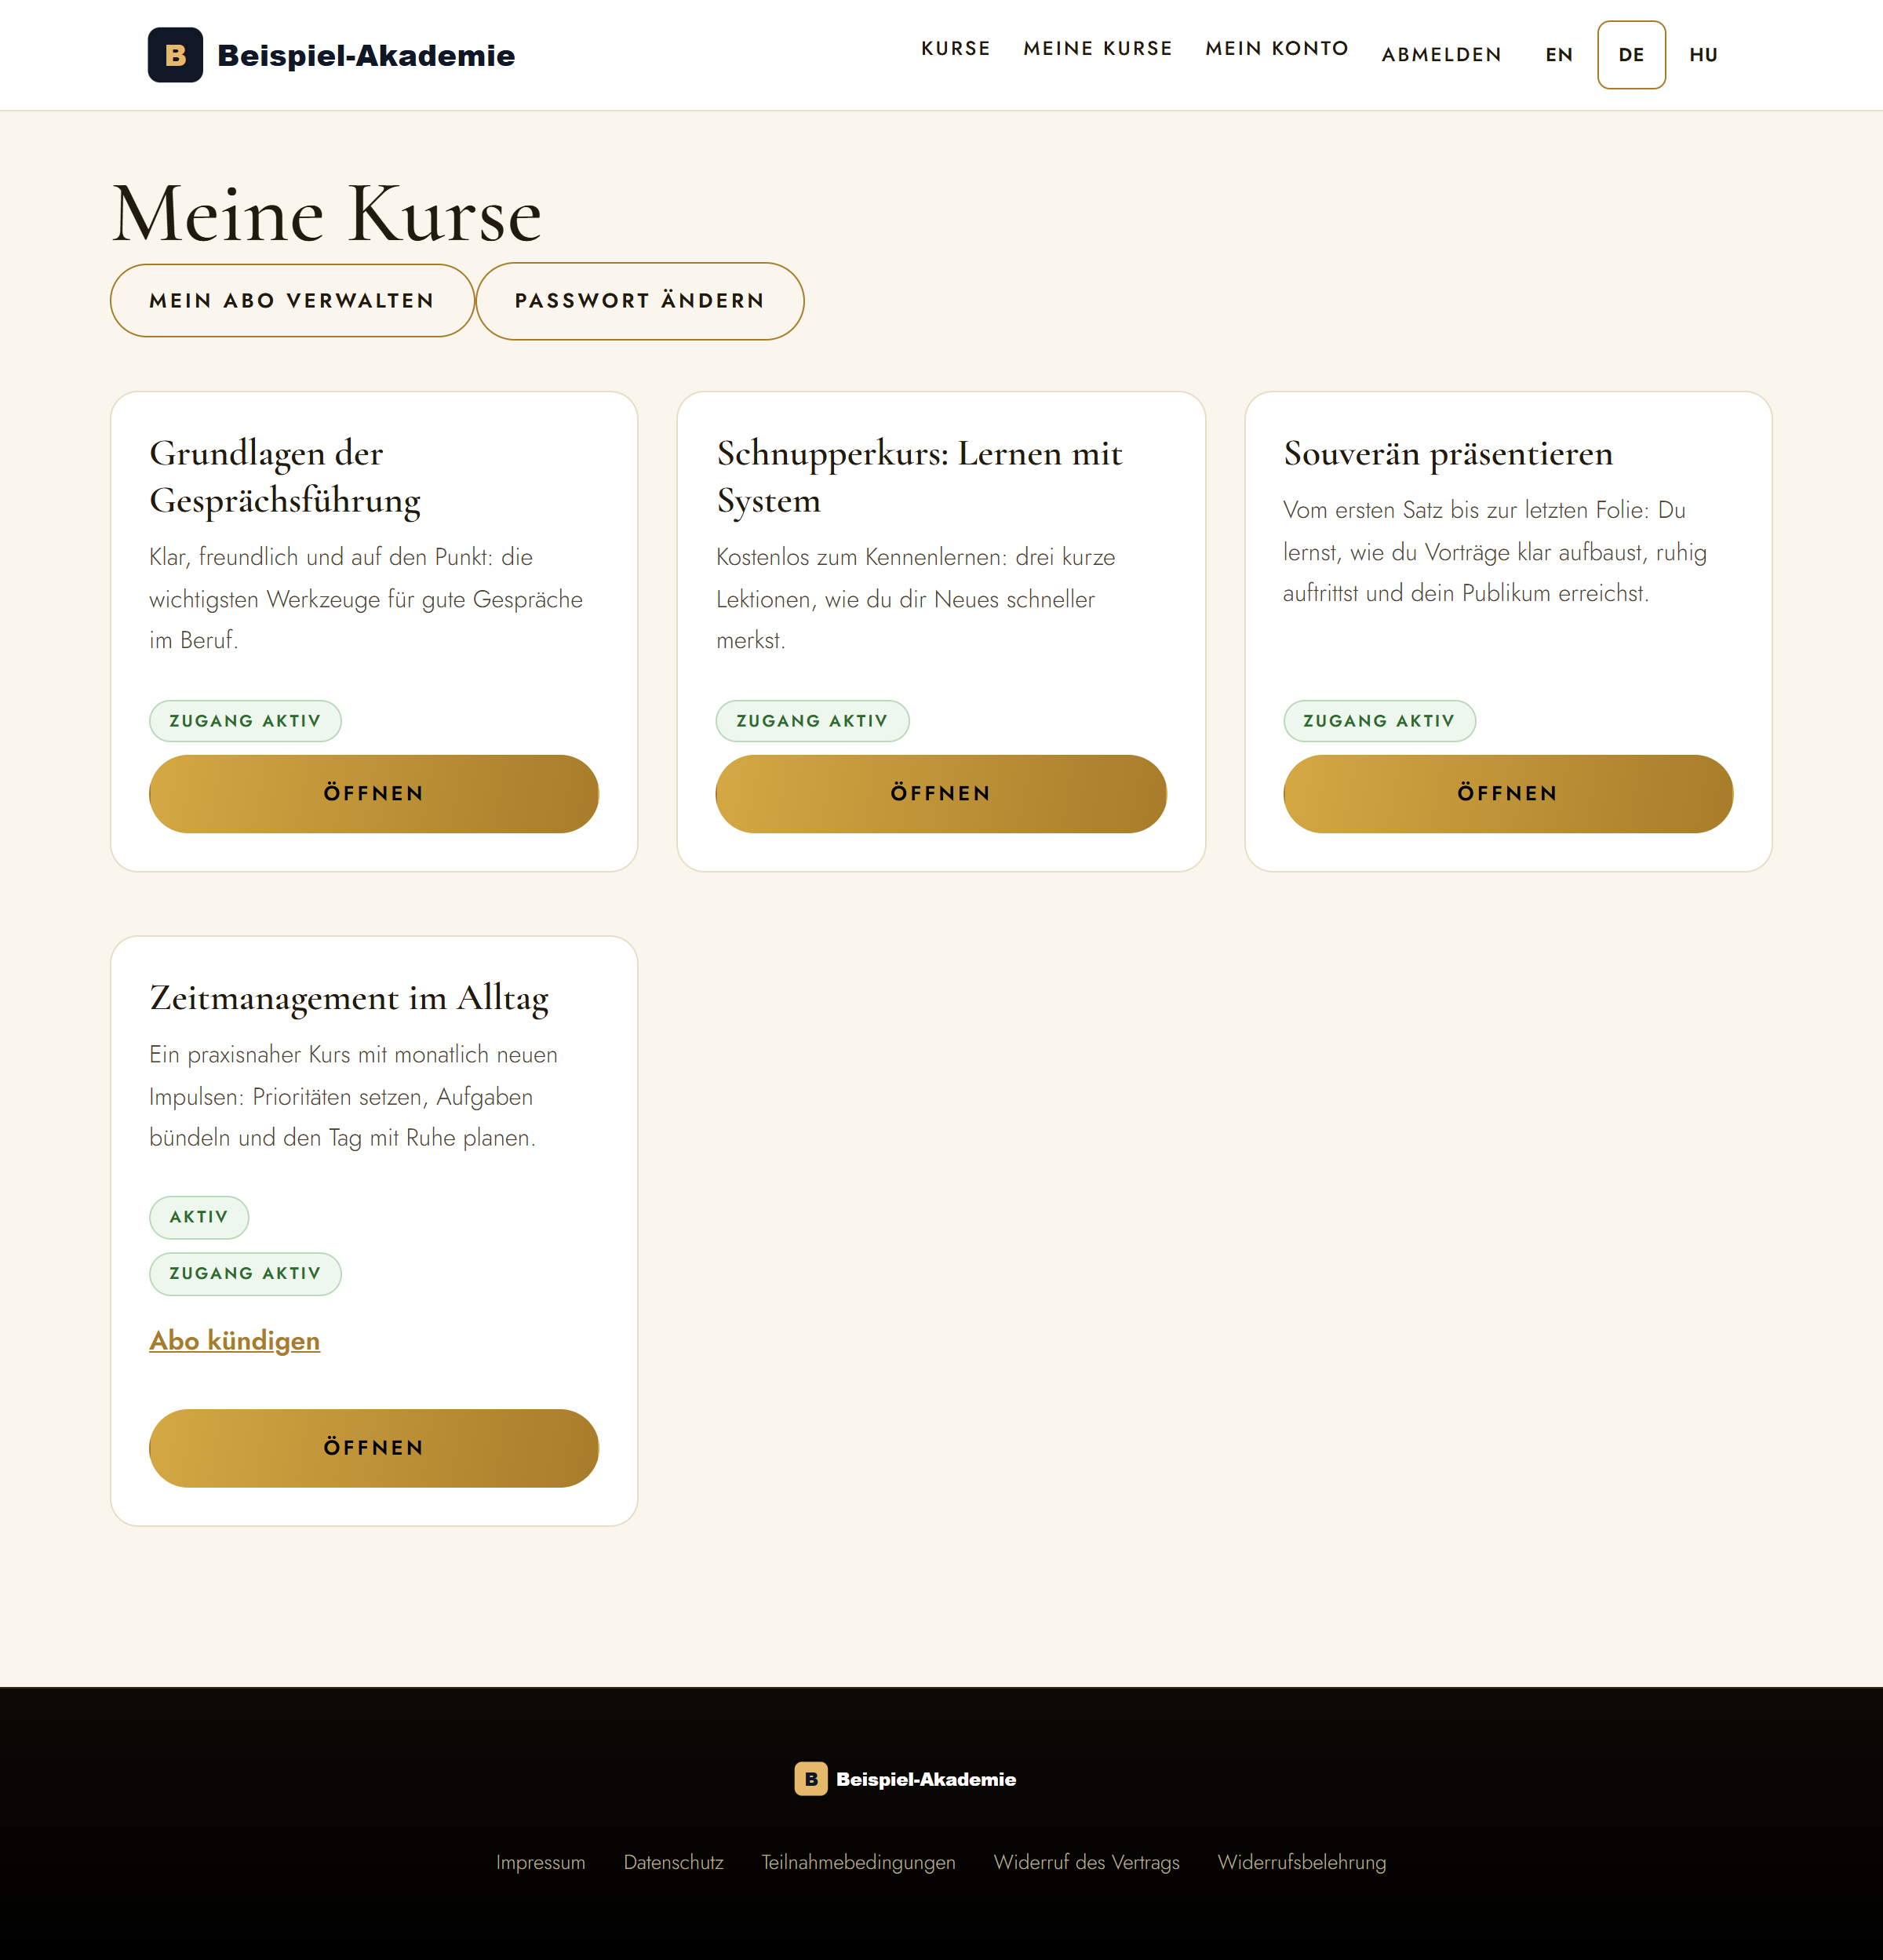 B Beispiel-Akademie
KURSE MEINE KURSE MEIN KONTO ABMELDEN EN DE HU
Meine Kurse
MEIN ABO VERWALTEN PASSWORT ÄNDERN
Grundlagen der
Gesprächsführung
Klar, freundlich und auf den Punkt: die
wichtigsten Werkzeuge für gute Gespräche
im Beruf.
ZUGANG AKTIV
ÖFFNEN
Schnupperkurs: Lernen mit
System
Kostenlos zum Kennenlernen: drei kurze
Lektionen, wie du dir Neues schneller
merkst.
ZUGANG AKTIV
ÖFFNEN
Souverän präsentieren
Vom ersten Satz bis zur letzten Folie: Du
lernst, wie du Vorträge klar aufbaust, ruhig
auftrittst und dein Publikum erreichst.
ZUGANG AKTIV
ÖFFNEN
Zeitmanagement im Alltag
Ein praxisnaher Kurs mit monatlich neuen
Impulsen: Prioritäten setzen, Aufgaben
bündeln und den Tag mit Ruhe planen.
AKTIV
ZUGANG AKTIV
Abo kündigen
ÖFFNEN
B Beispiel-Akademie
Impressum Datenschutz Teilnahmebedingungen Widerruf des Vertrags Widerrufsbelehrung